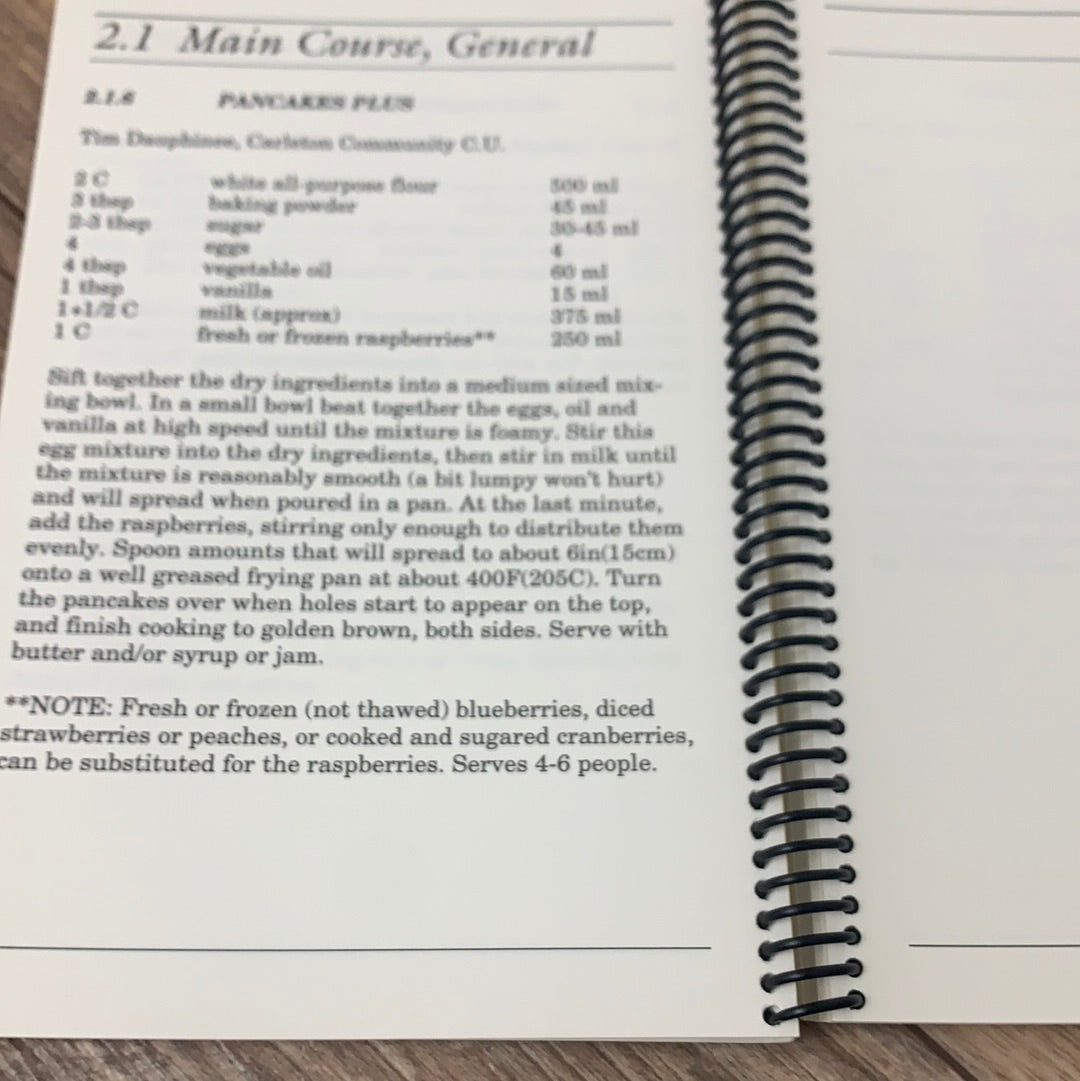 2.1 Main Course, General
2.1.6 PANCAKES PLUS
Tim Dauphinee, Carleton Community C.U.
2 C white all-purpose flour 500 ml
3 tbsp baking powder 45 ml
2-3 tbsp sugar 30-45 ml
4 eggs 4
4 tbsp vegetable oil 60 ml
1 tbsp vanilla 15 ml
1+1/2 C milk (approx) 375 ml
1 C fresh or frozen raspberries** 250 ml
Sift together the dry ingredients into a medium sized mix-
ing bowl. In a small bowl beat together the eggs, oil and
vanilla at high speed until the mixture is foamy. Stir this
egg mixture into the dry ingredients, then stir in milk until
the mixture is reasonably smooth (a bit lumpy won't hurt)
and will spread when poured in a pan. At the last minute,
add the raspberries, stirring only enough to distribute them
evenly. Spoon amounts that will spread to about 6in(15cm)
onto a well greased frying pan at about 400F(205C). Turn
the pancakes over when holes start to appear on the top,
and finish cooking to golden brown, both sides. Serve with
butter and/or syrup or jam.
**NOTE: Fresh or frozen (not thawed) blueberries, diced
strawberries or peaches, or cooked and sugared cranberries,
can be substituted for the raspberries. Serves 4-6 people.